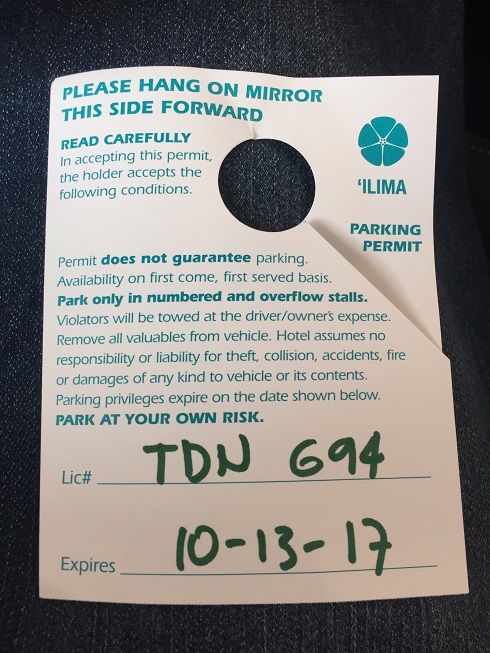 PLEASE HANG ON MIRROR
THIS SIDE FORWARD
READ CAREFULLY
In accepting this permit,
the holder accepts the
following conditions.
'ILIMA
PARKING
PERMIT
Permit does not guarantee parking.
Availability on first come, first served basis.
Park only in numbered and overflow stalls.
Violators will be towed at the driver/owner's expense.
Remove all valuables from vehicle. Hotel assumes no
responsibility or liability for theft, collision, accidents, fire
or damages of any kind to vehicle or its contents.
Parking privileges expire on the date shown below.
PARK AT YOUR OWN RISK.
Lic# TDN 694
Expires 10-13-17